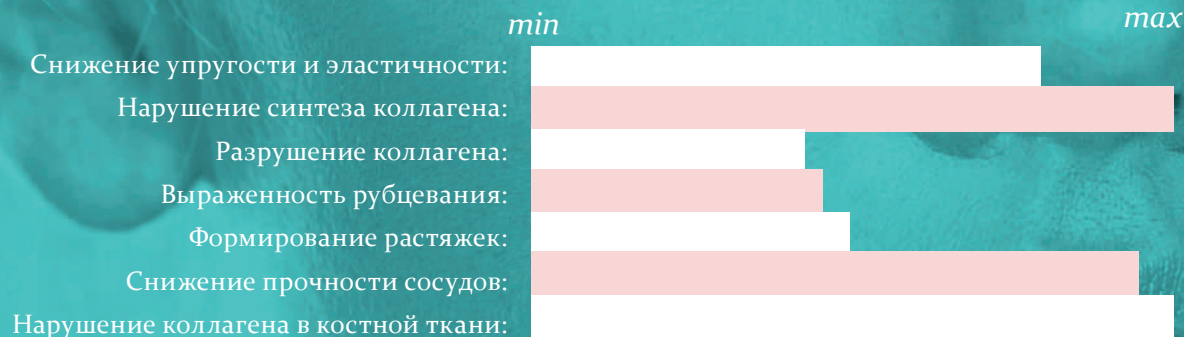 min max
Снижение упругости и эластичности:
Нарушение синтеза коллагена:
Разрушение коллагена:
Выраженность рубцевания:
Формирование растяжек:
Снижение прочности сосудов:
Нарушение коллагена в костной ткани: